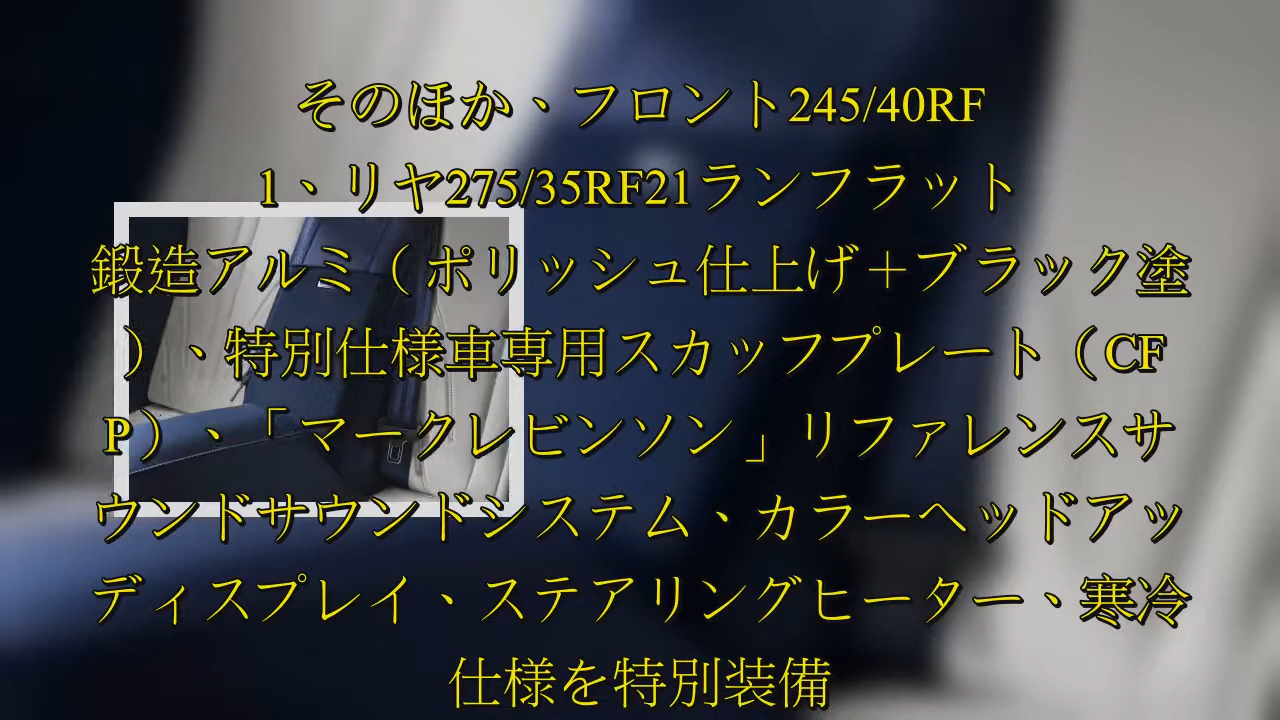 そのほか、フロント245/40RF
1、リヤ275/35RF21ランフラット
鍛造アルミ（ポリッシュ仕上げ＋ブラック塗
）、特別仕様車専用スカッフプレート（CF
P）、「マークレビンソン」リファレンスサ
ウンドサウンドシステム、カラーヘッドアッ
ディスプレイ、ステアリングヒーター、寒冷
仕様を特別装備